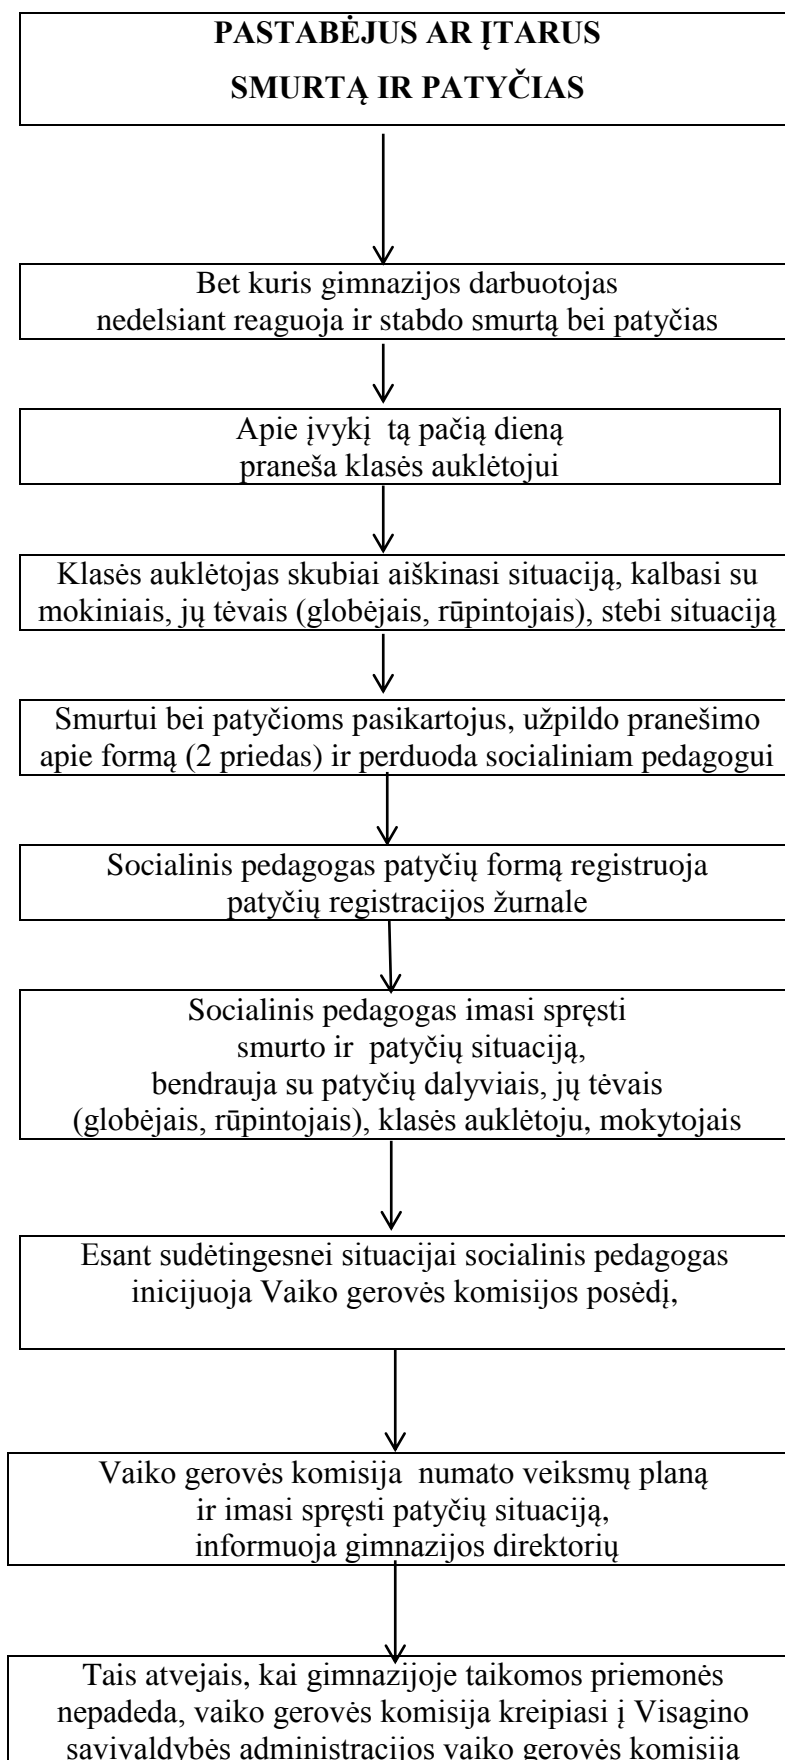 PASTABĖJUS AR ĮTARUS
SMURTĄ IR PATYČIAS
Bet kuris gimnazijos darbuotojas
nedelsiant reaguoja ir stabdo smurtą bei patyčias
Apie įvykį tą pačią dieną
praneša klasės auklėtojui
Klasės auklėtojas skubiai aiškinasi situaciją, kalbasi su
mokiniais, jų tėvais (globėjais, rūpintojais), stebi situaciją
Smurtui bei patyčioms pasikartojus, užpildo pranešimo
apie formą (2 priedas) ir perduoda socialiniam pedagogui
Socialinis pedagogas patyčių formą registruoja
patyčių registracijos žurnale
Socialinis pedagogas imasi spręsti
smurto ir patyčių situaciją,
bendrauja su patyčių dalyviais, jų tėvais
(globėjais, rūpintojais), klasės auklėtoju, mokytojais
Esant sudėtingesnei situacijai socialinis pedagogas
inicijuoja Vaiko gerovės komisijos posėdį,
Vaiko gerovės komisija numato veiksmų planą
ir imasi spręsti patyčių situaciją,
informuoja gimnazijos direktorių
Tais atvejais, kai gimnazijoje taikomos priemonės
nepadeda, vaiko gerovės komisija kreipiasi į Visagino
savivaldybės administracijos vaiko gerovės komisija